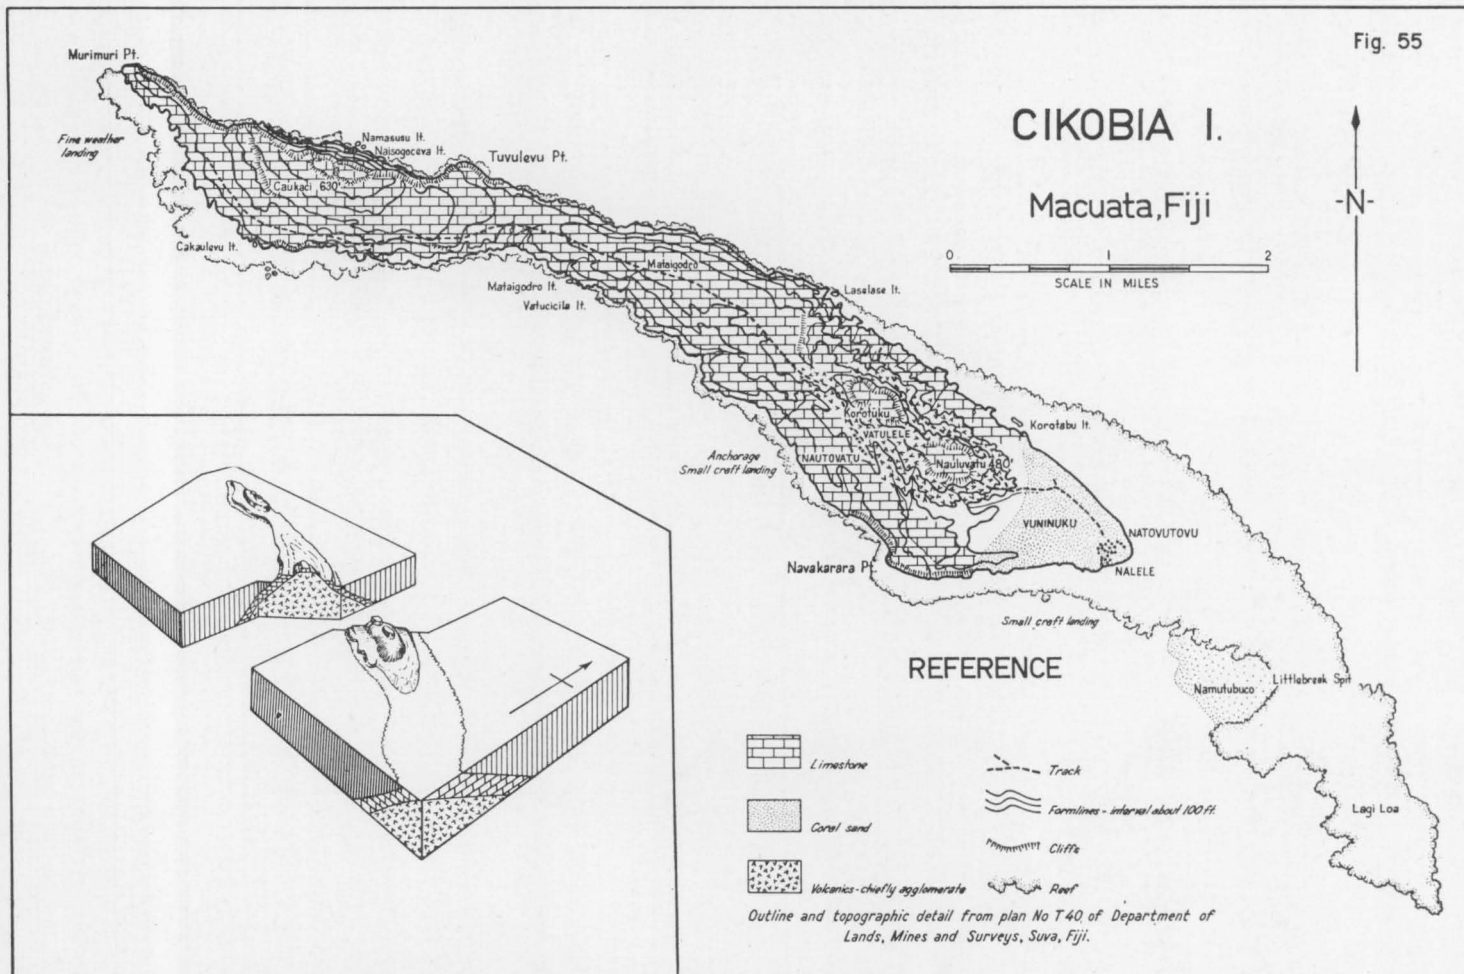 Fig. 55
CIKOBIA I.
Macuata, Fiji
-N-
0 1 2
SCALE IN MILES
Murimuri Pt.
Fine weather
landing
Namasusu It.
Naisogoceva It.
Tuvulevu Pt.
Caukaci 630'
Cakaulevu It.
Mataigodro
Mataigodro It.
Vatucicila It.
Laselase It.
Korotuku
VATULELE
Korotabu It.
Anchorage
Small craft landing
NAUTOVATU
Nauluvatu 480'
VUNINUKU
NATOVUTOVU
NALELE
Navakarara Pt.
Small craft landing
Namutubuco
Littlebreak Spit
Lagi Loa
REFERENCE
Limestone
Coral sand
Volcanics - chiefly agglomerate
Track
Formlines - interval about 100 ft.
Cliffs
Reef
Outline and topographic detail from plan No T 40, of Department of
Lands, Mines and Surveys, Suva, Fiji.